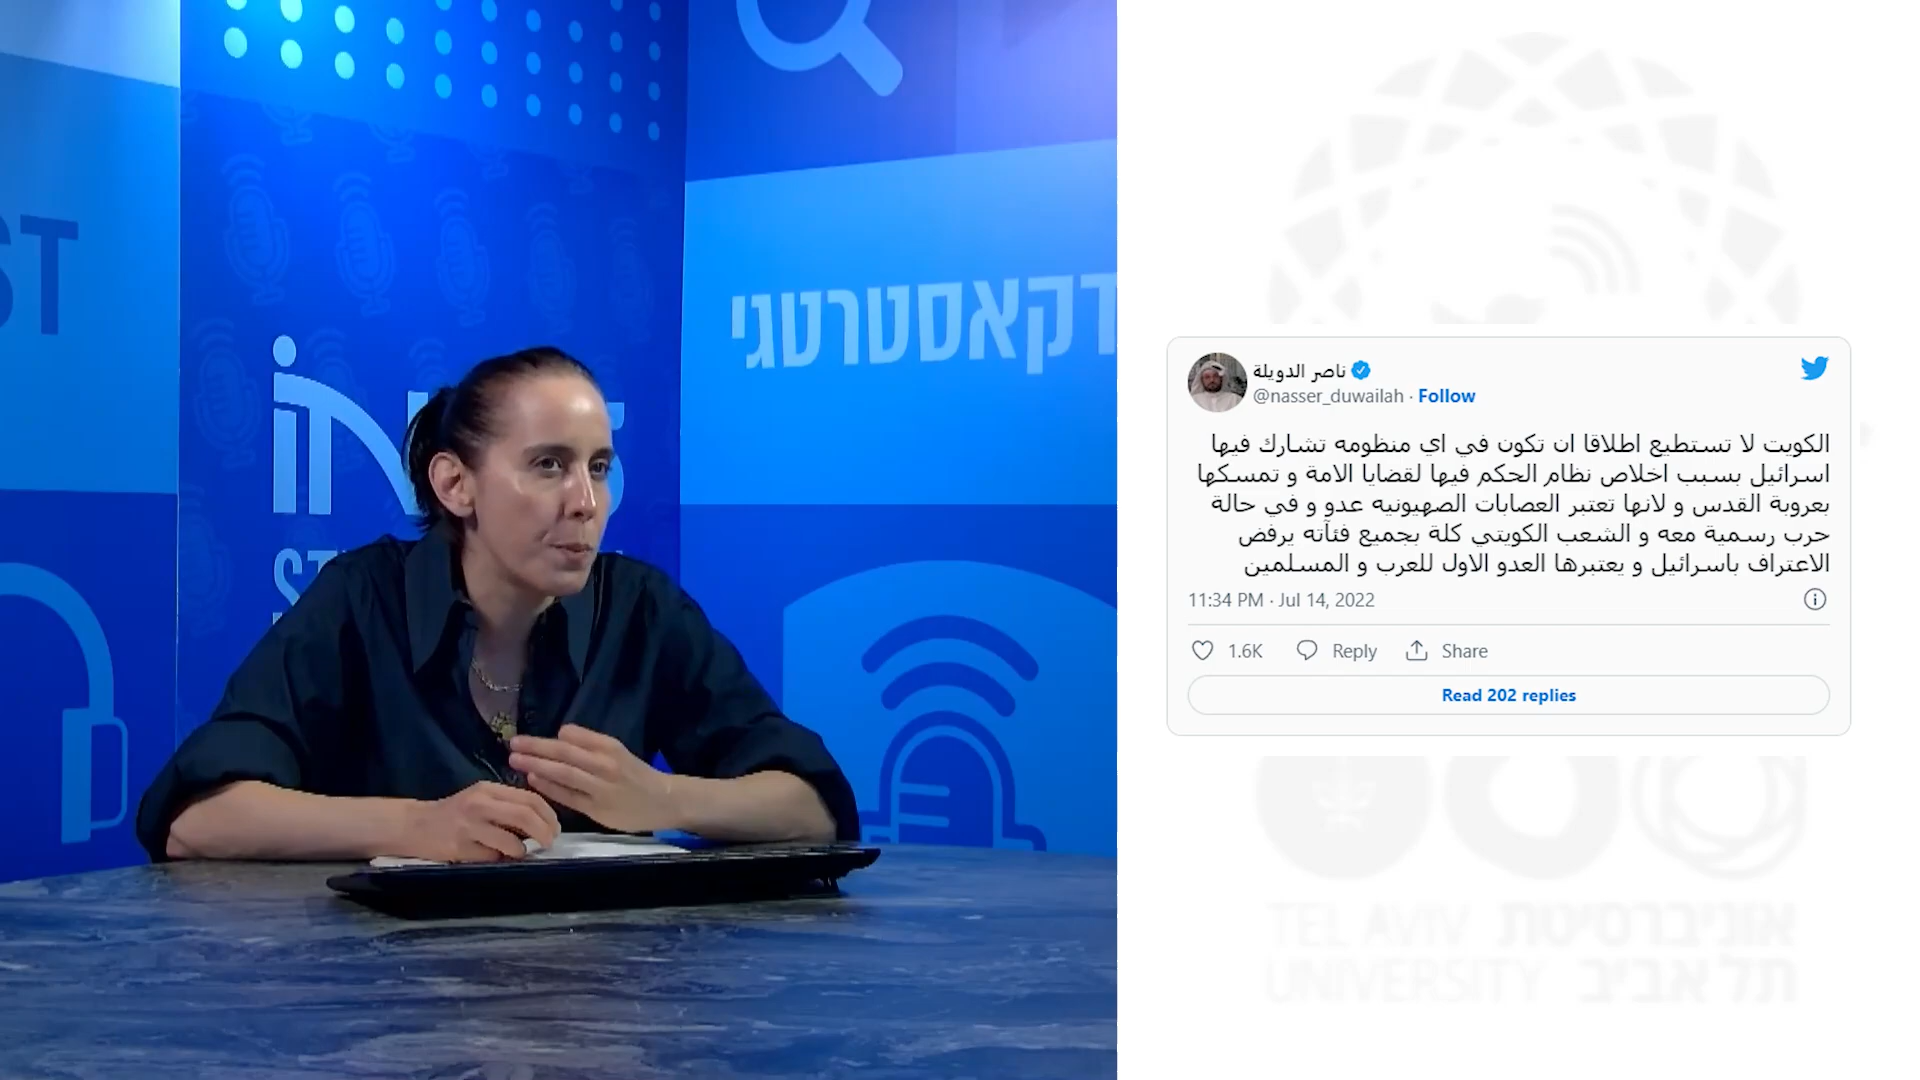 ST
דקאסטרטגי
ناصر الدويلة
@nasser_duwailah · Follow
الكويت لا تستطيع اطلاقا ان تكون في اي منظومه تشارك فيها
اسرائيل بسبب اخلاص نظام الحكم فيها لقضايا الامة و تمسكها
بعروبة القدس و لانها تعتبر العصابات الصهيونيه عدو و في حالة
حرب رسمية معه و الشعب الكويتي كلة بجميع فئآته يرفض
الاعتراف باسرائيل و يعتبرها العدو الاول للعرب و المسلمين
11:34 PM · Jul 14, 2022
1.6K Reply Share
Read 202 replies
TEL AVIV אוניברסיטת
UNIVERSITY תל אביב